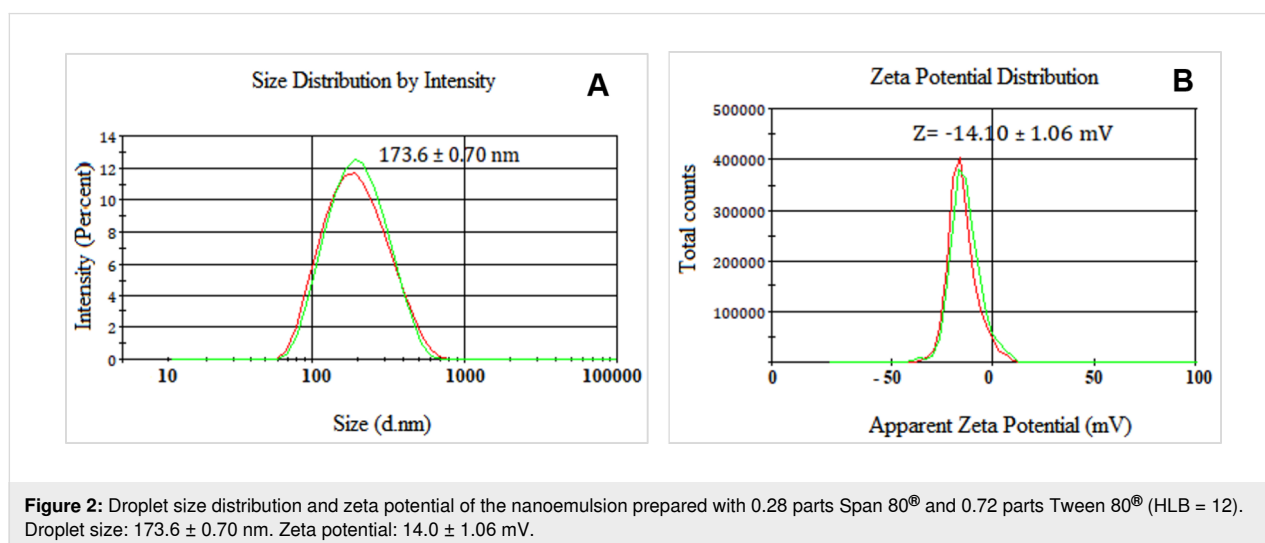 Size Distribution by Intensity
A
173.6 ± 0.70 nm
Intensity (Percent)
14
12
10
8
6
4
2
0
10
100
1000
100000
Size (d.nm)
Zeta Potential Distribution
B
Z= -14.10 ± 1.06 mV
Total counts
500000
400000
300000
200000
100000
0
- 50
0
50
100
Apparent Zeta Potential (mV)
Figure 2: Droplet size distribution and zeta potential of the nanoemulsion prepared with 0.28 parts Span 80® and 0.72 parts Tween 80® (HLB = 12).
Droplet size: 173.6 ± 0.70 nm. Zeta potential: 14.0 ± 1.06 mV.